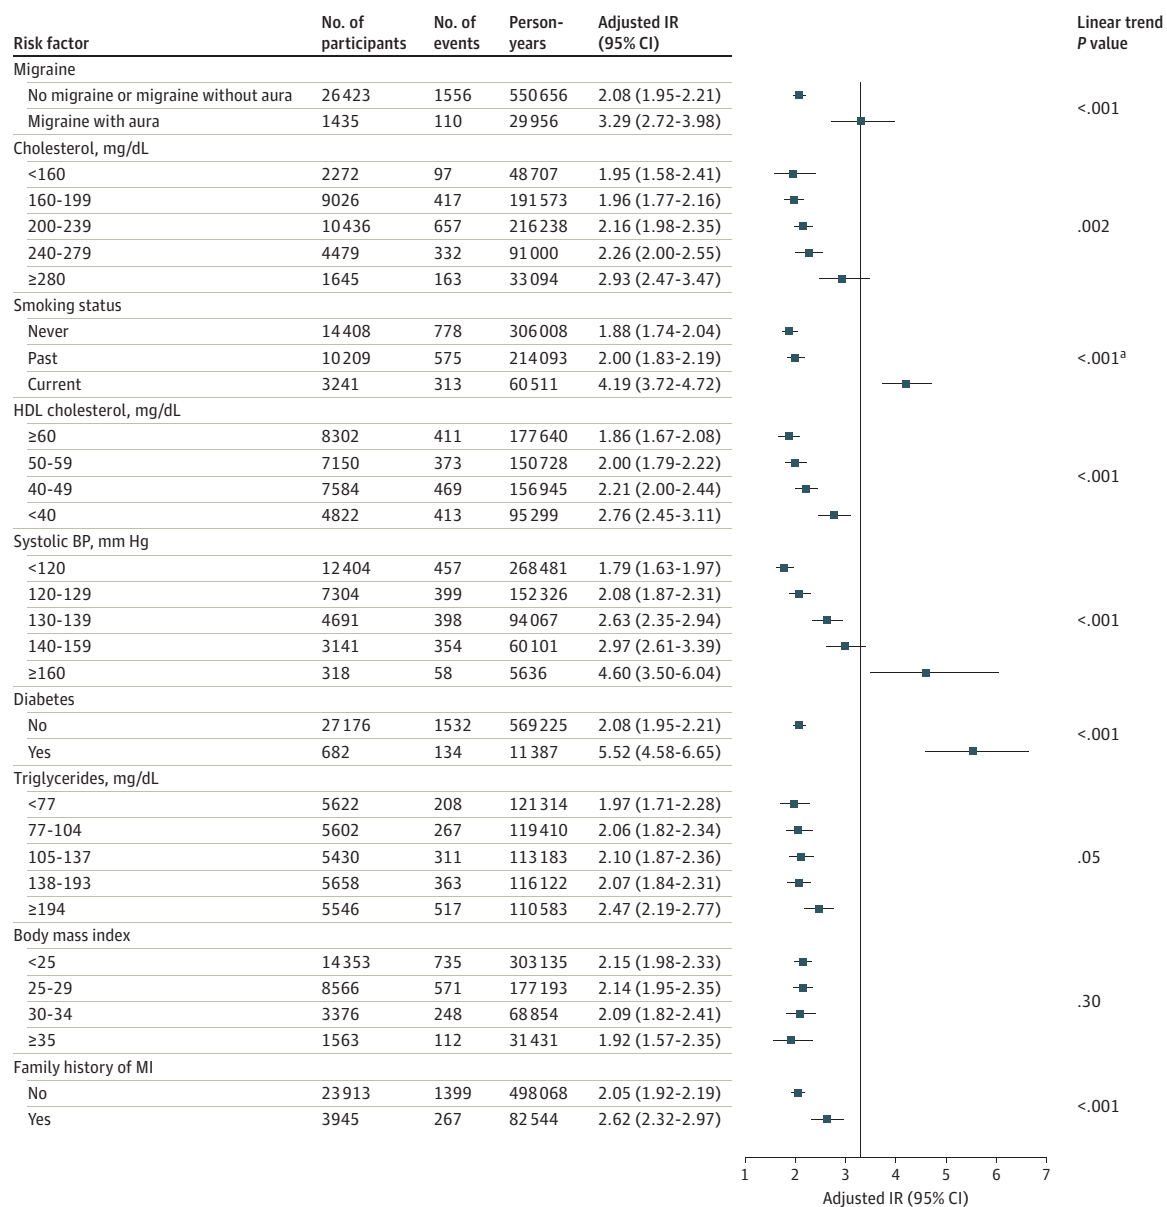 Risk factor No. of participants No. of events Person-years Adjusted IR (95% CI) Linear trend P value
Migraine
No migraine or migraine without aura 26423 1556 550656 2.08 (1.95-2.21) <.001
Migraine with aura 1435 110 29956 3.29 (2.72-3.98)
Cholesterol, mg/dL
<160 2272 97 48707 1.95 (1.58-2.41)
160-199 9026 417 191573 1.96 (1.77-2.16)
200-239 10436 657 216238 2.16 (1.98-2.35) .002
240-279 4479 332 91000 2.26 (2.00-2.55)
≥280 1645 163 33094 2.93 (2.47-3.47)
Smoking status
Never 14408 778 306008 1.88 (1.74-2.04)
Past 10209 575 214093 2.00 (1.83-2.19) <.001a
Current 3241 313 60511 4.19 (3.72-4.72)
HDL cholesterol, mg/dL
≥60 8302 411 177640 1.86 (1.67-2.08)
50-59 7150 373 150728 2.00 (1.79-2.22) <.001
40-49 7584 469 156945 2.21 (2.00-2.44)
<40 4822 413 95299 2.76 (2.45-3.11)
Systolic BP, mm Hg
<120 12404 457 268481 1.79 (1.63-1.97)
120-129 7304 399 152326 2.08 (1.87-2.31)
130-139 4691 398 94067 2.63 (2.35-2.94) <.001
140-159 3141 354 60101 2.97 (2.61-3.39)
≥160 318 58 5636 4.60 (3.50-6.04)
Diabetes
No 27176 1532 569225 2.08 (1.95-2.21) <.001
Yes 682 134 11387 5.52 (4.58-6.65)
Triglycerides, mg/dL
<77 5622 208 121314 1.97 (1.71-2.28)
77-104 5602 267 119410 2.06 (1.82-2.34)
105-137 5430 311 113183 2.10 (1.87-2.36) .05
138-193 5658 363 116122 2.07 (1.84-2.31)
≥194 5546 517 110583 2.47 (2.19-2.77)
Body mass index
<25 14353 735 303135 2.15 (1.98-2.33)
25-29 8566 571 177193 2.14 (1.95-2.35) .30
30-34 3376 248 68854 2.09 (1.82-2.41)
≥35 1563 112 31431 1.92 (1.57-2.35)
Family history of MI
No 23913 1399 498068 2.05 (1.92-2.19) <.001
Yes 3945 267 82544 2.62 (2.32-2.97)
1 2 3 4 5 6 7
Adjusted IR (95% CI)